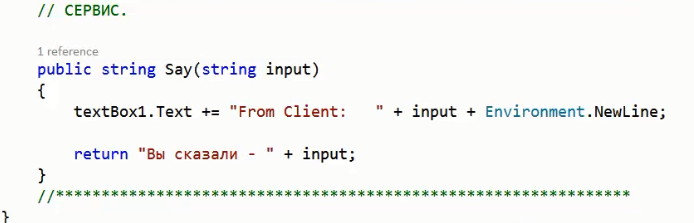 // СЕРВИС.
1 reference
public string Say(string input)
{
textBox1.Text += "From Client:   " + input + Environment.NewLine;
return "Вы сказали - " + input;
}
//***************************************************************
}